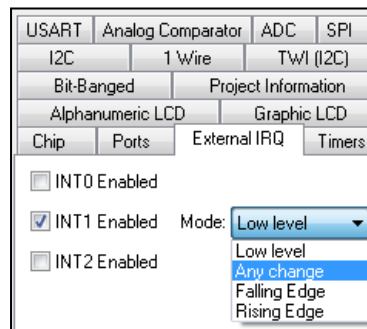 USART Analog Comparator ADC SPI
I2C 1 Wire TWI (I2C)
Bit-Banged Project Information
Alphanumeric LCD Graphic LCD
Chip Ports External IRQ Timers
INT0 Enabled
INT1 Enabled Mode: Low level
Low level
INT2 Enabled Any change
Falling Edge
Rising Edge